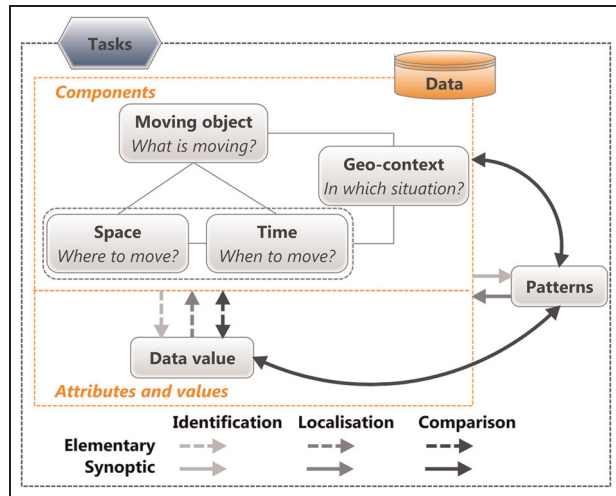 Tasks
Data
Components
Moving object
What is moving?
Geo-context
In which situation?
Space
Where to move?
Time
When to move?
Patterns
Data value
Attributes and values
Identification Localisation Comparison
Elementary
Synoptic